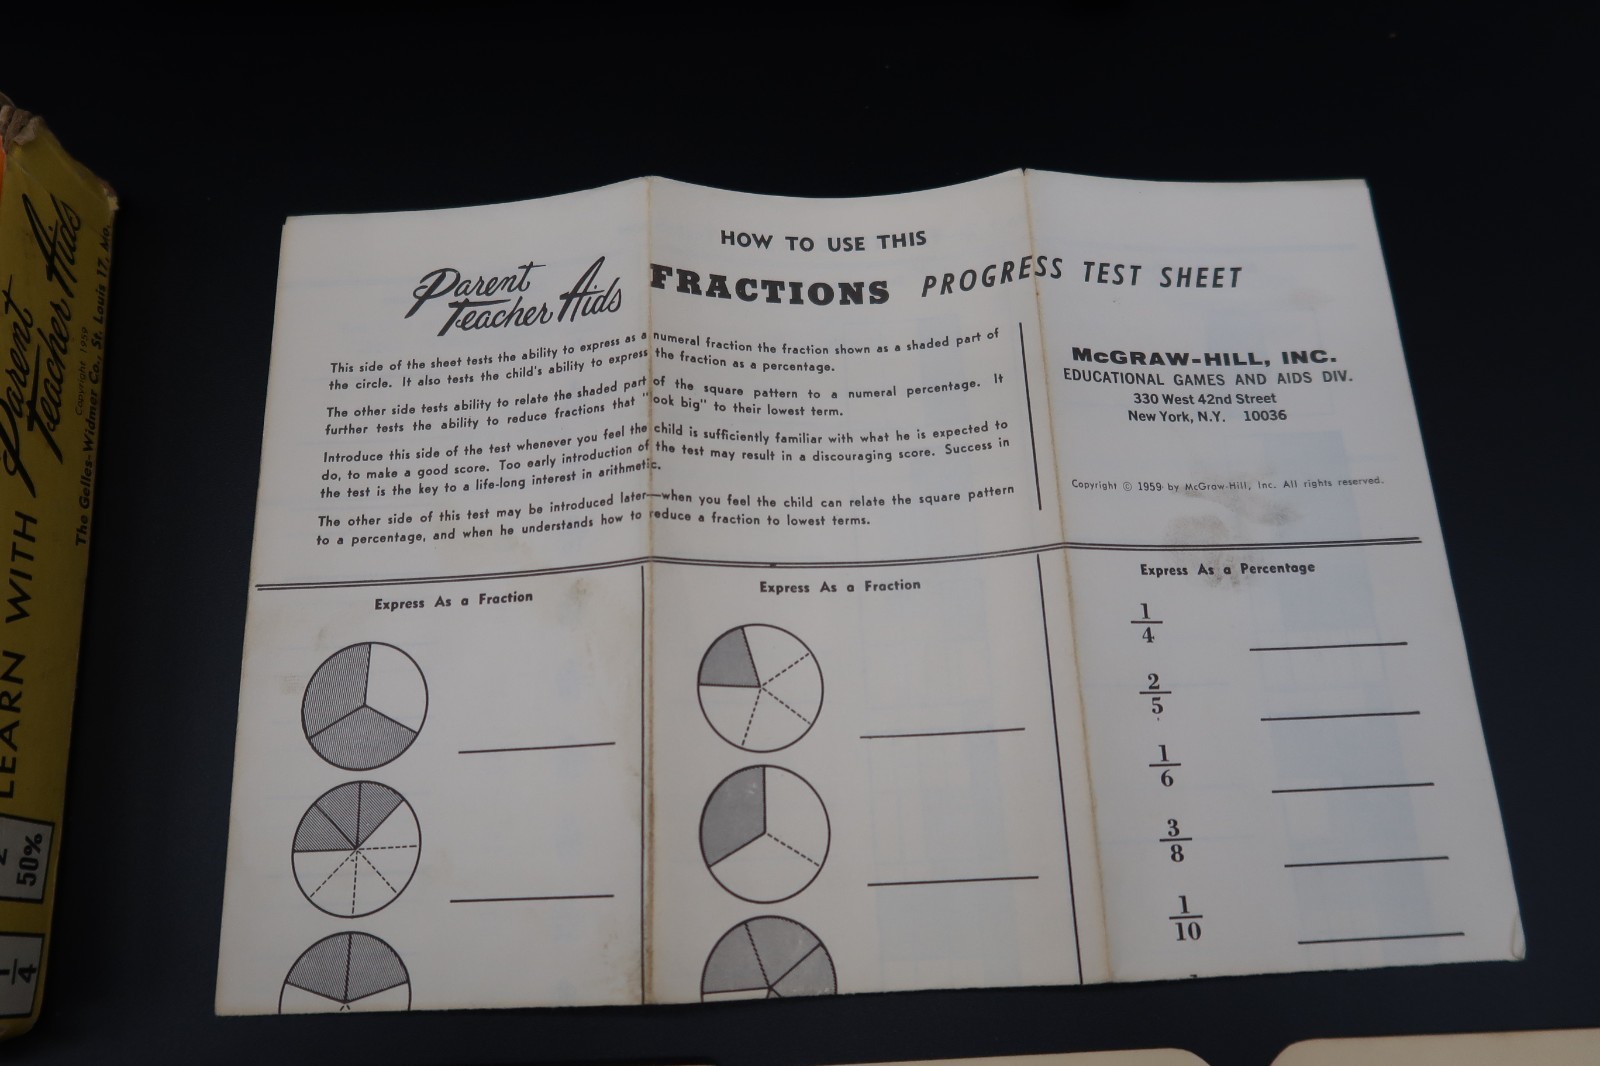 HOW TO USE THIS
Parent
Teacher Aids
FRACTIONS PROGRESS TEST SHEET
This side of the sheet tests the ability to express as a numeral fraction the fraction shown as a shaded part of
the circle. It also tests the child's ability to express the fraction as a percentage.
The other side tests ability to relate the shaded part of the square pattern to a numeral percentage. It
further tests the ability to reduce fractions that "ook big" to their lowest term.
Introduce this side of the test whenever you feel the child is sufficiently familiar with what he is expected to
do, to make a good score. Too early introduction of the test may result in a discouraging score. Success in
the test is the key to a life-long interest in arithmetic.
The other side of this test may be introduced later—when you feel the child can relate the square pattern
to a percentage, and when he understands how to reduce a fraction to lowest terms.
McGRAW-HILL, INC.
EDUCATIONAL GAMES AND AIDS DIV.
330 West 42nd Street
New York, N.Y. 10036
Copyright © 1959 by McGraw-Hill, Inc. All rights reserved.
Express As a Fraction
Express As a Fraction
Express As a Percentage
1/4
2/5
1/6
3/8
1/10
LEARN WITH
Parent
Teacher Aids
Copyright 1959
The Gelles-Widmer Co., St. Louis 17, Mo.
2
50%
1/4